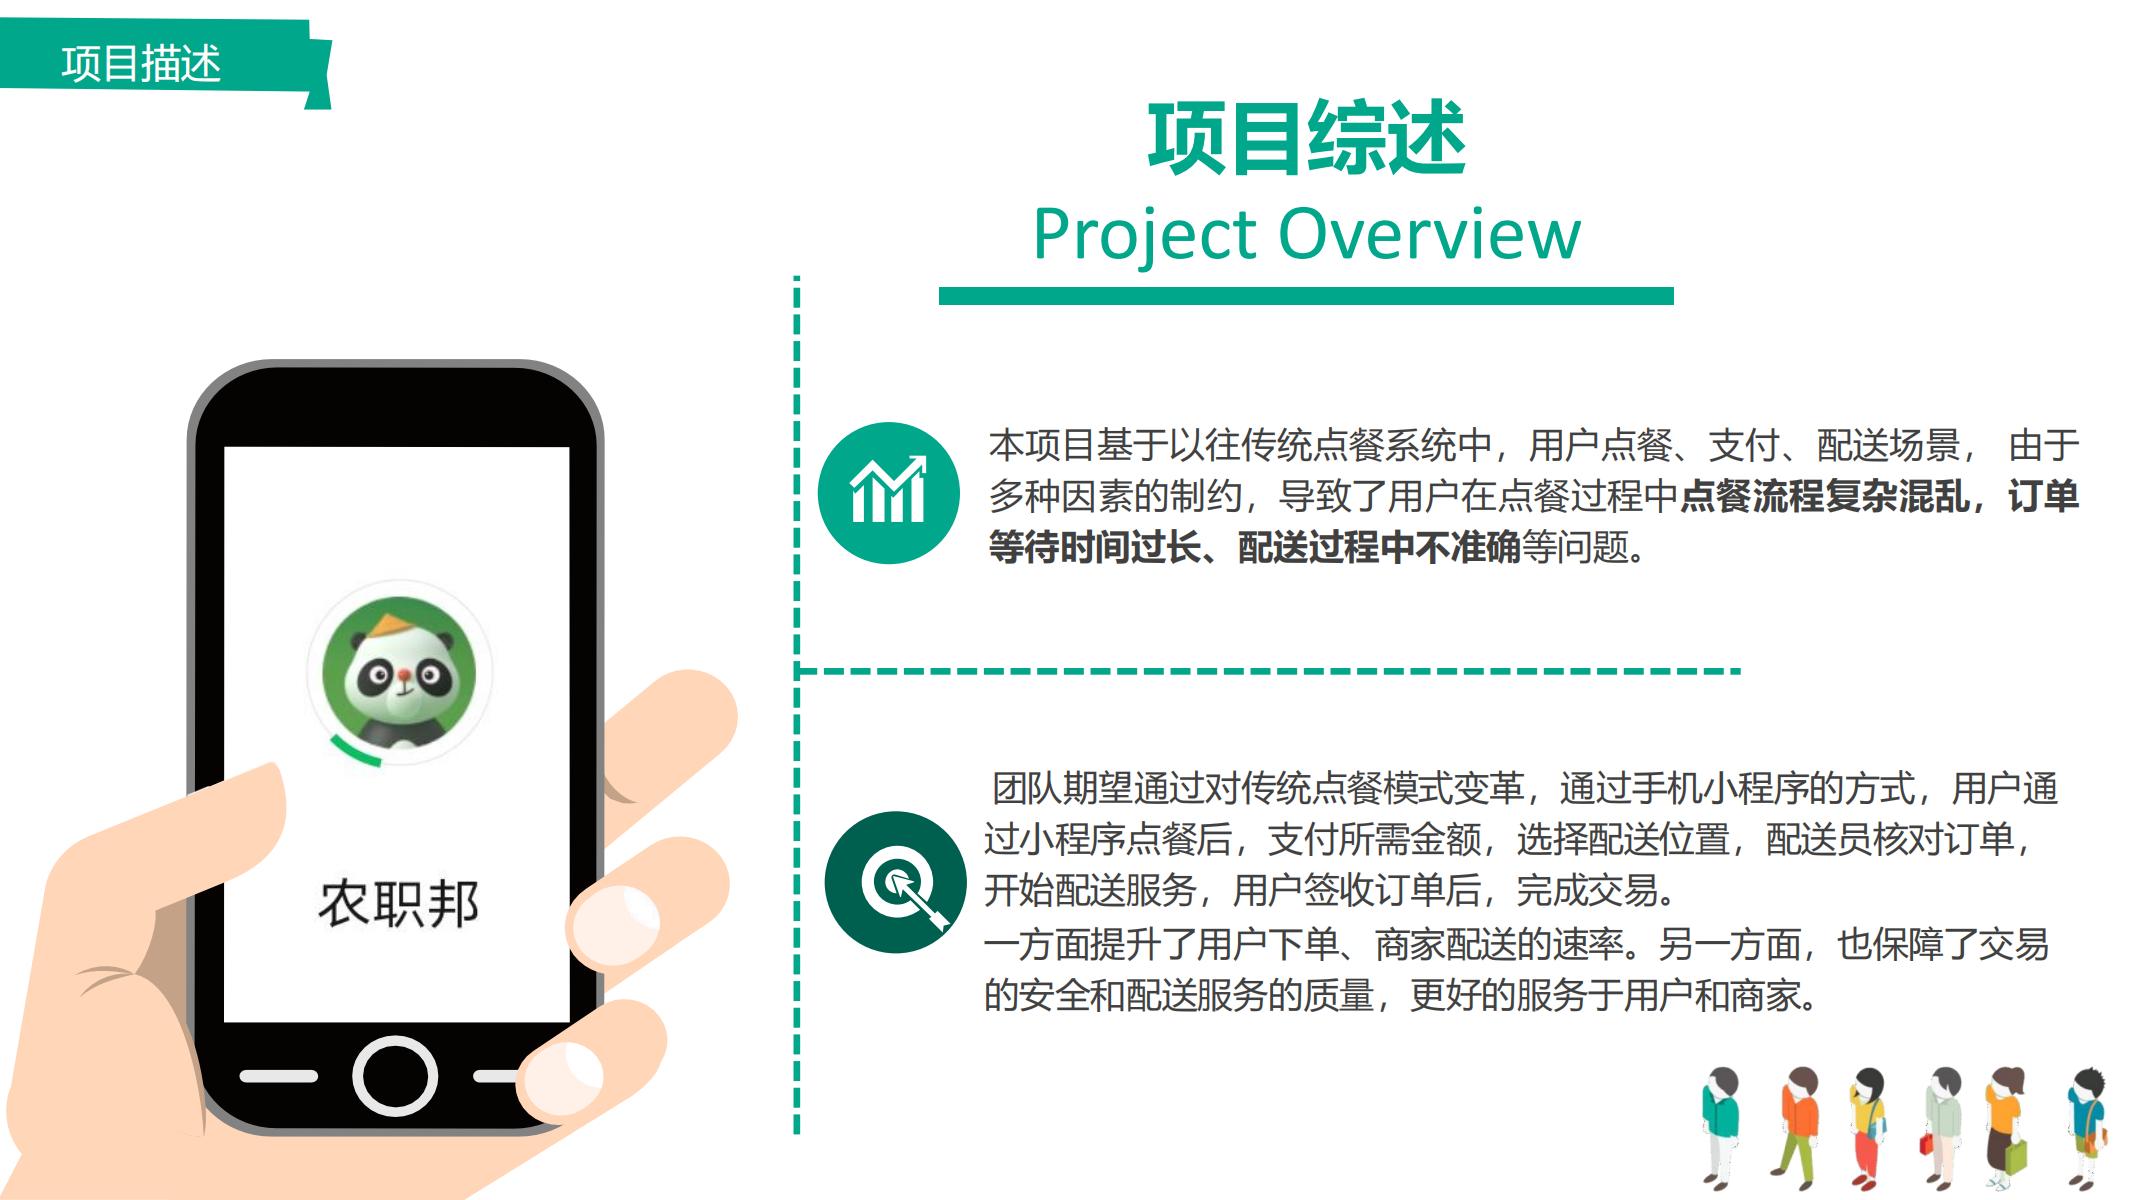 项目描述
项目综述
Project Overview
本项目基于以往传统点餐系统中，用户点餐、支付、配送场景， 由于
多种因素的制约，导致了用户在点餐过程中点餐流程复杂混乱，订单
等待时间过长、配送过程中不准确等问题。
农职邦
团队期望通过对传统点餐模式变革，通过手机小程序的方式，用户通
过小程序点餐后，支付所需金额，选择配送位置，配送员核对订单，
开始配送服务，用户签收订单后，完成交易。
一方面提升了用户下单、商家配送的速率。另一方面，也保障了交易
的安全和配送服务的质量，更好的服务于用户和商家。